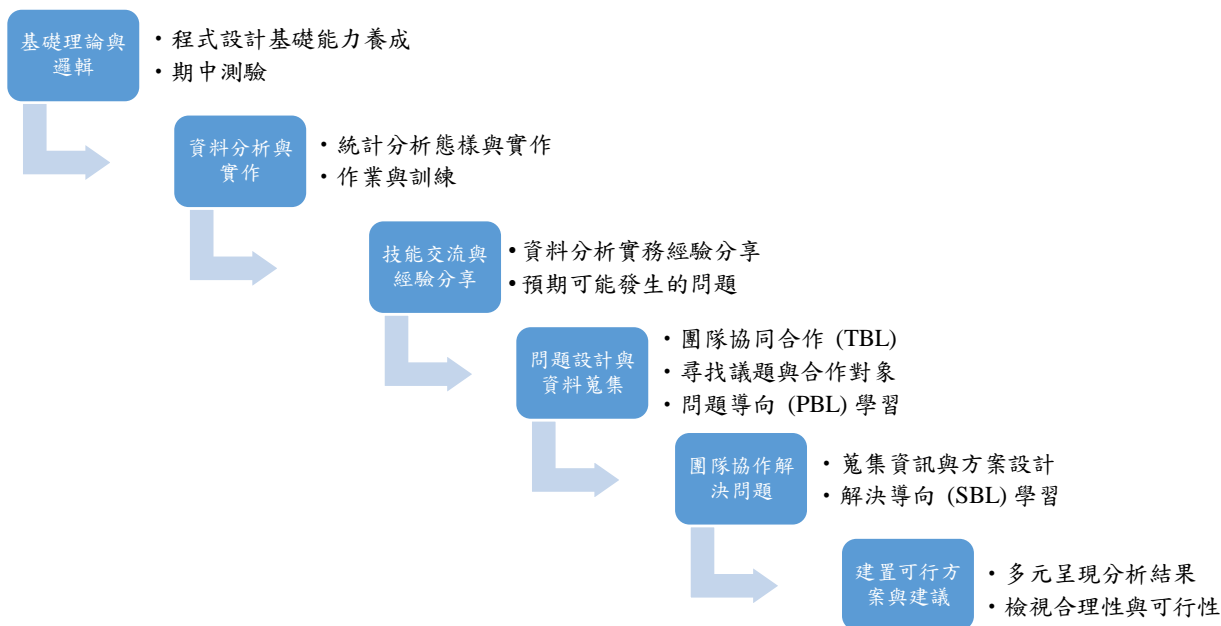 基礎理論與
邏輯
・程式設計基礎能力養成
・期中測驗
資料分析與
實作
・統計分析態樣與實作
・作業與訓練
技能交流與
經驗分享
•資料分析實務經驗分享
•預期可能發生的問題
問題設計與
資料蒐集
・團隊協同合作 (TBL)
・尋找議題與合作對象
・問題導向 (PBL) 學習
團隊協作解
決問題
・蒐集資訊與方案設計
・解決導向 (SBL) 學習
建置可行方
案與建議
・多元呈現分析結果
・檢視合理性與可行性